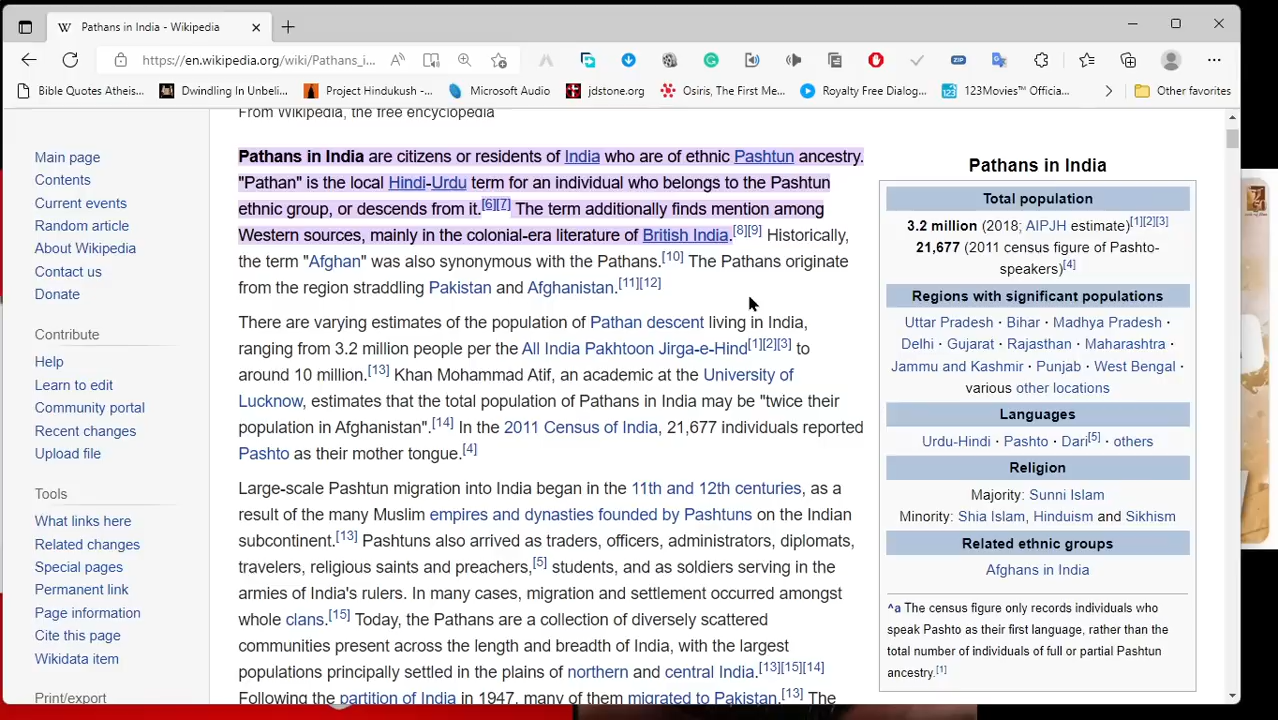 Pathans in India - Wikipedia
https://en.wikipedia.org/wiki/Pathans_i...
Bible Quotes Atheis...
Dwindling In Unbeli...
Project Hindukush -...
Microsoft Audio
jdstone.org
Osiris, The First Me...
Royalty Free Dialog...
123Movies™ Offici...
Other favorites
Main page
Contents
Current events
Random article
About Wikipedia
Contact us
Donate
Contribute
Help
Learn to edit
Community portal
Recent changes
Upload file
Tools
What links here
Related changes
Special pages
Permanent link
Page information
Cite this page
Wikidata item
Print/export
From Wikipedia, the free encyclopedia
Pathans in India are citizens or residents of India who are of ethnic Pashtun ancestry.
"Pathan" is the local Hindi-Urdu term for an individual who belongs to the Pashtun
ethnic group, or descends from it.[6][7] The term additionally finds mention among
Western sources, mainly in the colonial-era literature of British India.[8][9] Historically,
the term "Afghan" was also synonymous with the Pathans.[10] The Pathans originate
from the region straddling Pakistan and Afghanistan.[11][12]
There are varying estimates of the population of Pathan descent living in India,
ranging from 3.2 million people per the All India Pakhtoon Jirga-e-Hind[1][2][3] to
around 10 million.[13] Khan Mohammad Atif, an academic at the University of
Lucknow, estimates that the total population of Pathans in India may be "twice their
population in Afghanistan".[14] In the 2011 Census of India, 21,677 individuals reported
Pashto as their mother tongue.[4]
Large-scale Pashtun migration into India began in the 11th and 12th centuries, as a
result of the many Muslim empires and dynasties founded by Pashtuns on the Indian
subcontinent.[13] Pashtuns also arrived as traders, officers, administrators, diplomats,
travelers, religious saints and preachers,[5] students, and as soldiers serving in the
armies of India's rulers. In many cases, migration and settlement occurred amongst
whole clans.[15] Today, the Pathans are a collection of diversely scattered
communities present across the length and breadth of India, with the largest
populations principally settled in the plains of northern and central India.[13][15][14]
Following the partition of India in 1947, many of them migrated to Pakistan.[13] The
Pathans in India
Total population
3.2 million (2018; AIPJH estimate)[1][2][3]
21,677 (2011 census figure of Pashto-
speakers)[4]
Regions with significant populations
Uttar Pradesh · Bihar · Madhya Pradesh ·
Delhi · Gujarat · Rajasthan · Maharashtra ·
Jammu and Kashmir · Punjab · West Bengal ·
various other locations
Languages
Urdu-Hindi · Pashto · Dari[5] · others
Religion
Majority: Sunni Islam
Minority: Shia Islam, Hinduism and Sikhism
Related ethnic groups
Afghans in India
^a The census figure only records individuals who
speak Pashto as their first language, rather than the
total number of individuals of full or partial Pashtun
ancestry.[1]